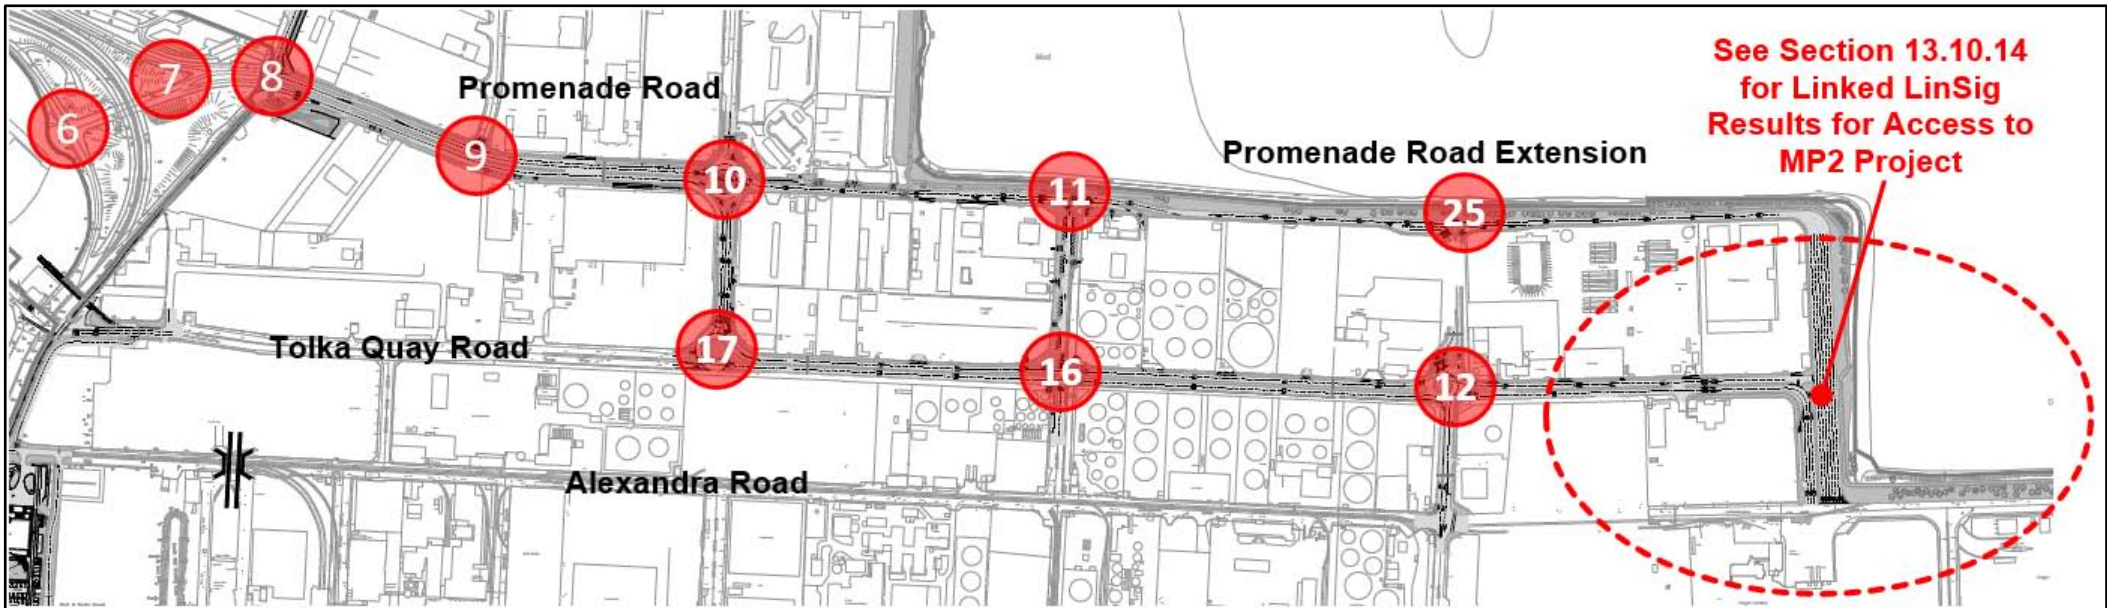 See Section 13.10.14
for Linked LinSig
Results for Access to
MP2 Project
7
8
Promenade Road
6
9
Promenade Road Extension
10
11
25
Tolka Quay Road
17
16
12
Alexandra Road